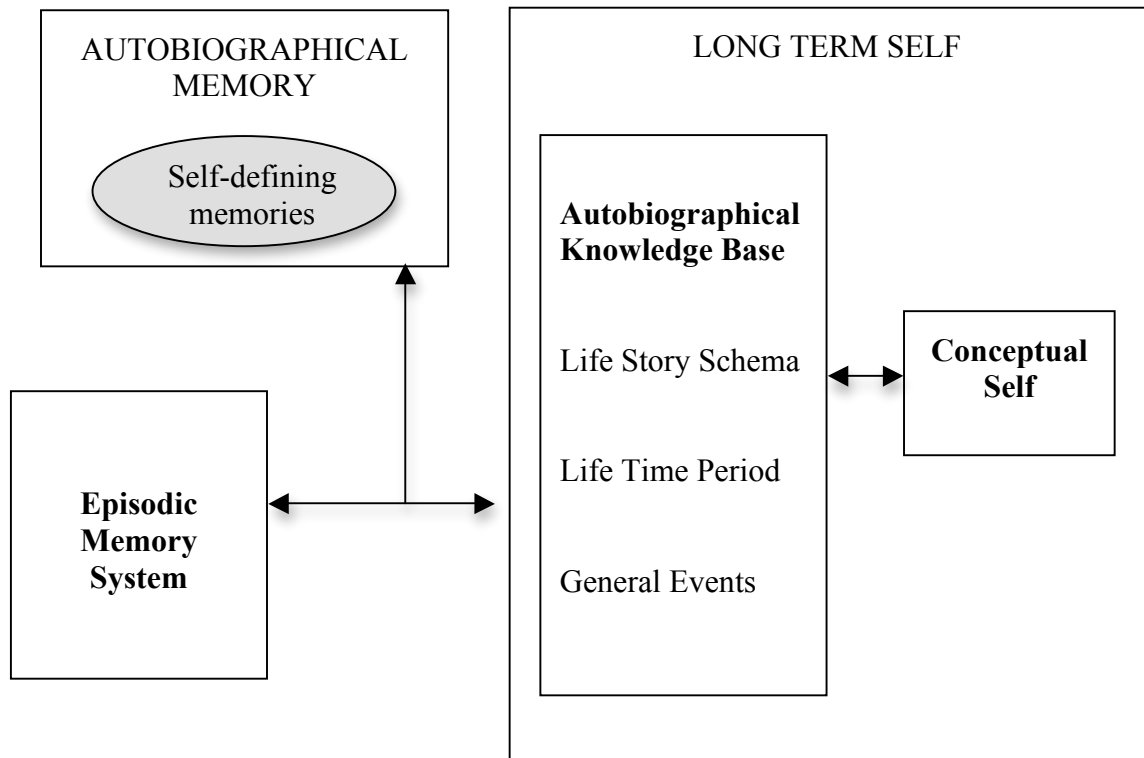 AUTOBIOGRAPHICAL
MEMORY
Self-defining
memories
Episodic
Memory
System
LONG TERM SELF
Autobiographical
Knowledge Base
Life Story Schema
Life Time Period
General Events
Conceptual
Self